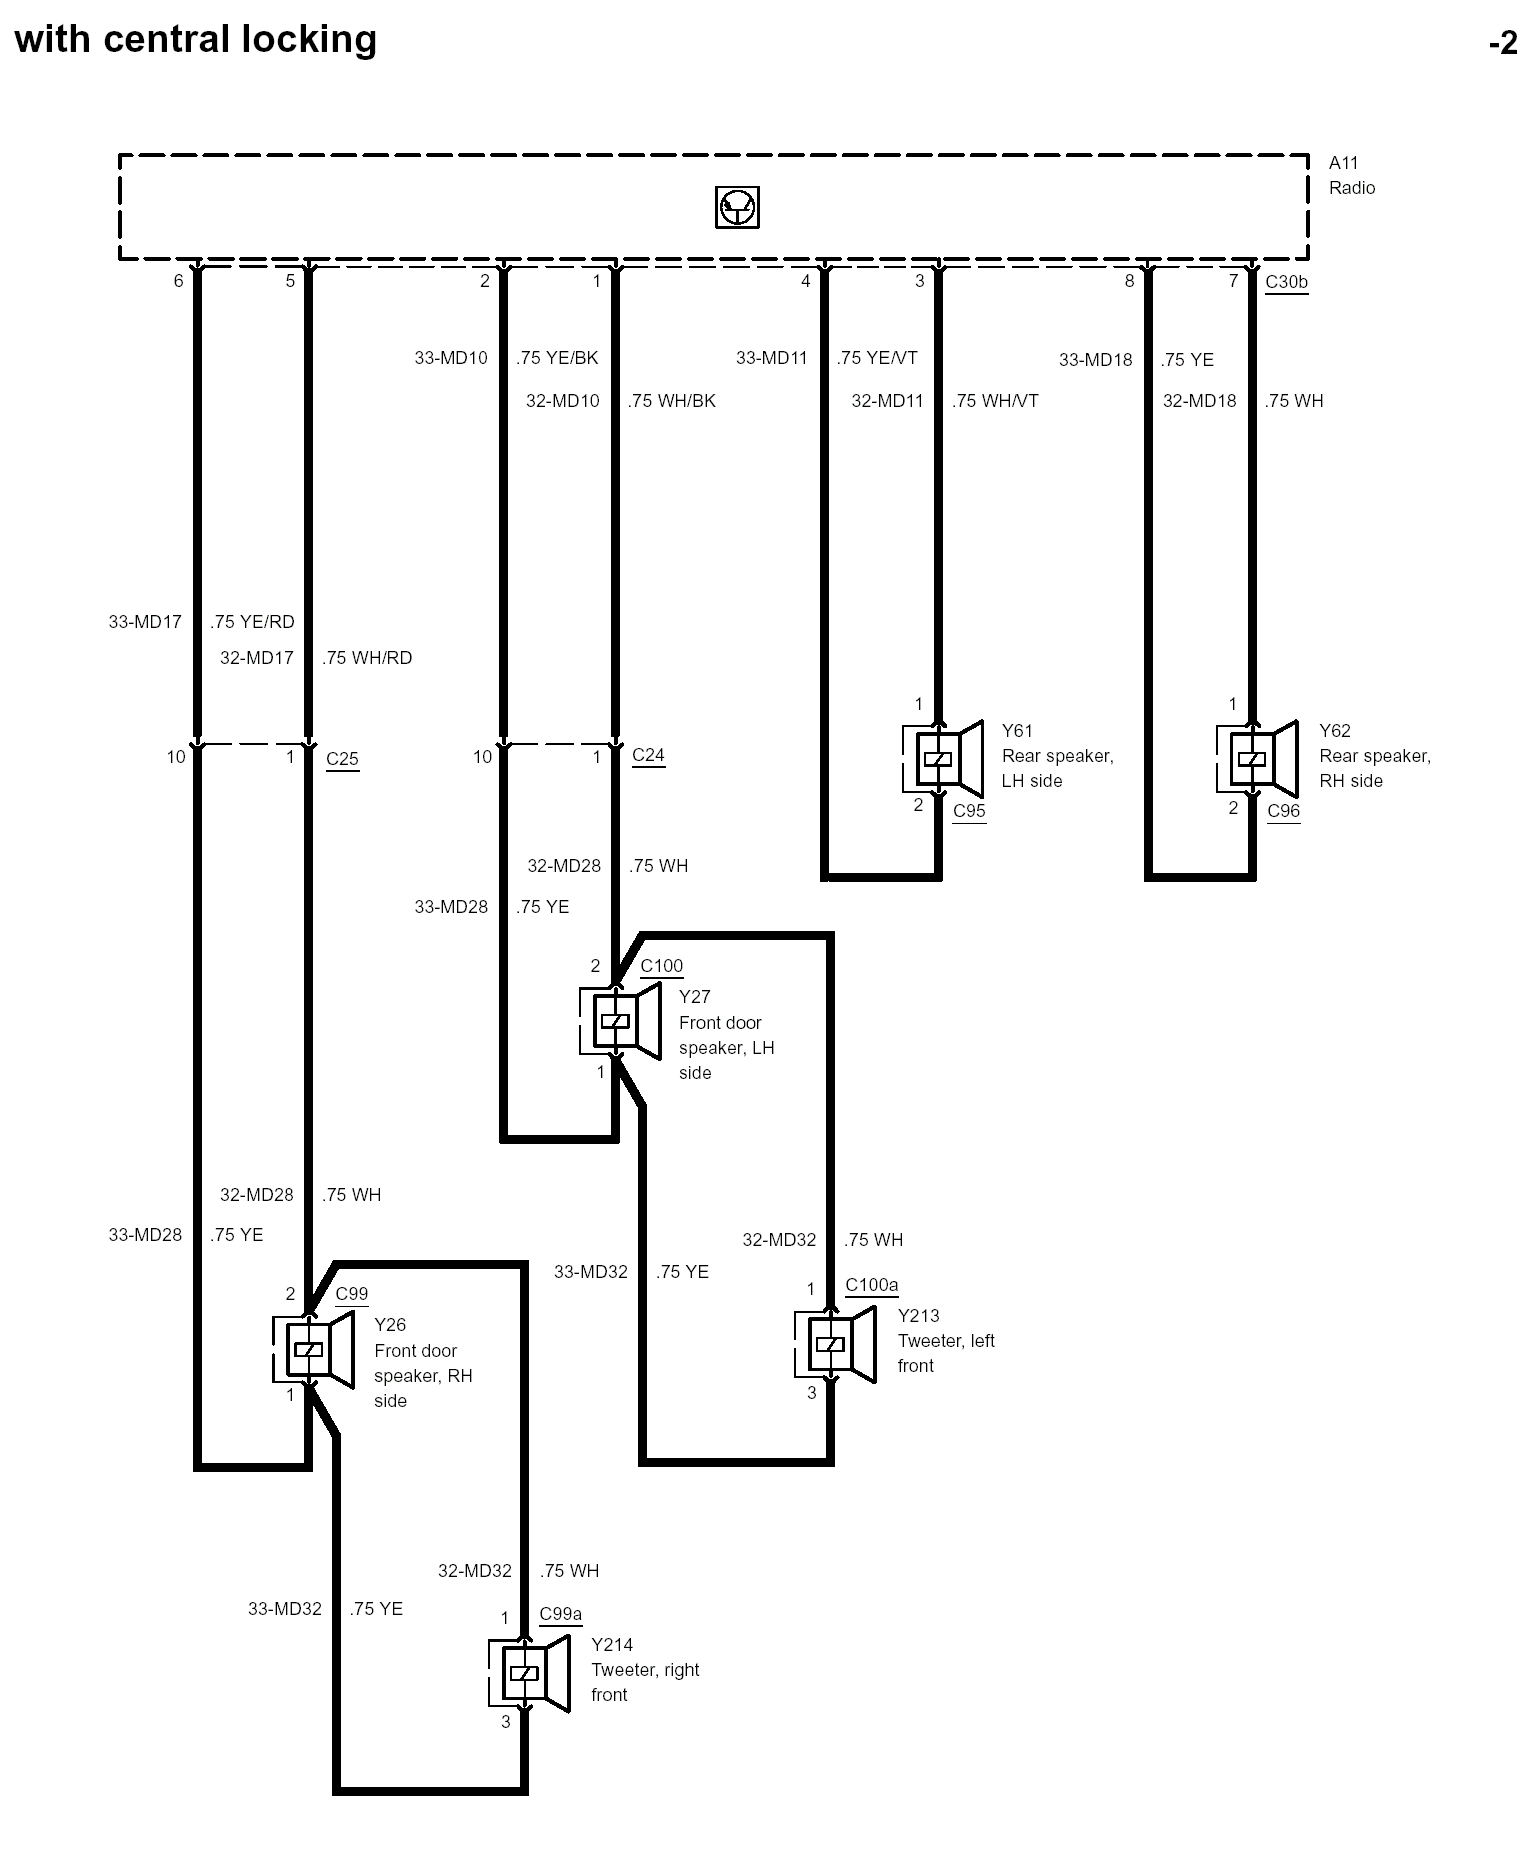 with central locking
-2
A11
Radio
6
5
2
1
4
3
8
7
C30b
33-MD10
.75 YE/BK
33-MD11
.75 YE/VT
33-MD18
.75 YE
32-MD10
.75 WH/BK
32-MD11
.75 WH/VT
32-MD18
.75 WH
33-MD17
.75 YE/RD
32-MD17
.75 WH/RD
10
1
C25
10
1
C24
1
Y61
Rear speaker,
LH side
2
C95
1
Y62
Rear speaker,
RH side
2
C96
32-MD28
.75 WH
33-MD28
.75 YE
2
C100
Y27
Front door
speaker, LH
side
1
32-MD28
.75 WH
33-MD28
.75 YE
32-MD32
.75 WH
33-MD32
.75 YE
2
C99
Y26
Front door
speaker, RH
side
1
1
C100a
Y213
Tweeter, left
front
3
32-MD32
.75 WH
33-MD32
.75 YE
1
C99a
Y214
Tweeter, right
front
3